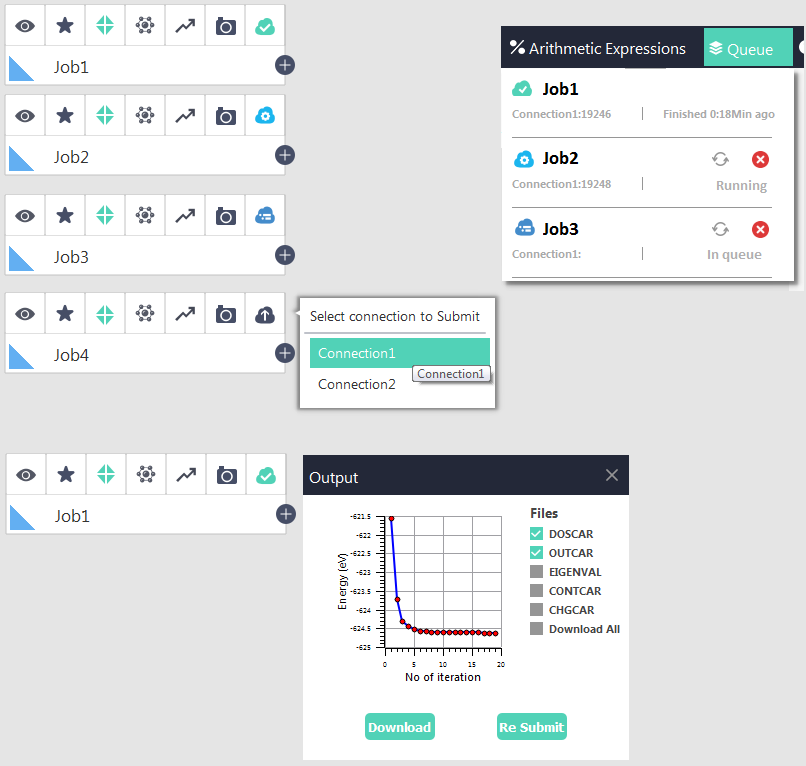 Job1
Job2
Job3
Job4
Select connection to Submit
Connection1
Connection2
Connection1
Arithmetic Expressions
Queue
Job1
Connection1:19246 Finished 0:18Min ago
Job2
Connection1:19248 Running
Job3
Connection1: In queue
Job1
Output
-621.5
-622
-622.5
-623
-623.5
-624
-624.5
-625
Energy (eV)
0 5 10 15 20
No of iteration
Files
DOSCAR
OUTCAR
EIGENVAL
CONTCAR
CHGCAR
Download All
Download
Re Submit